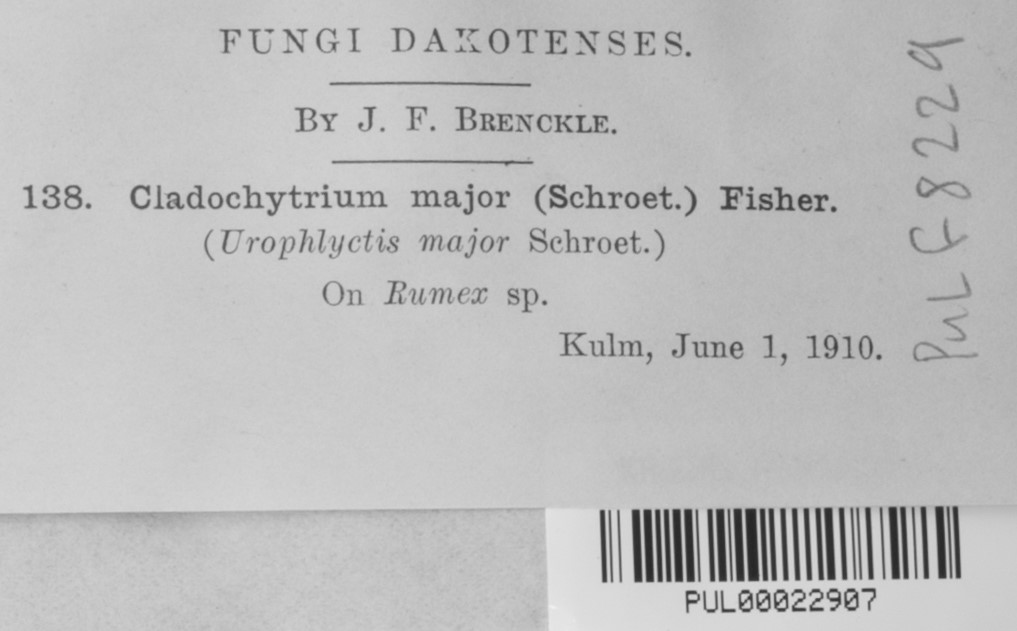 FUNGI DAKOTENSES.
BY J. F. BRENCKLE.
138. Cladochytrium major (Schroet.) Fisher.
(Urophlyctis major Schroet.)
On Rumex sp.
Kulm, June 1, 1910.
PUL F 8229
PUL00022907